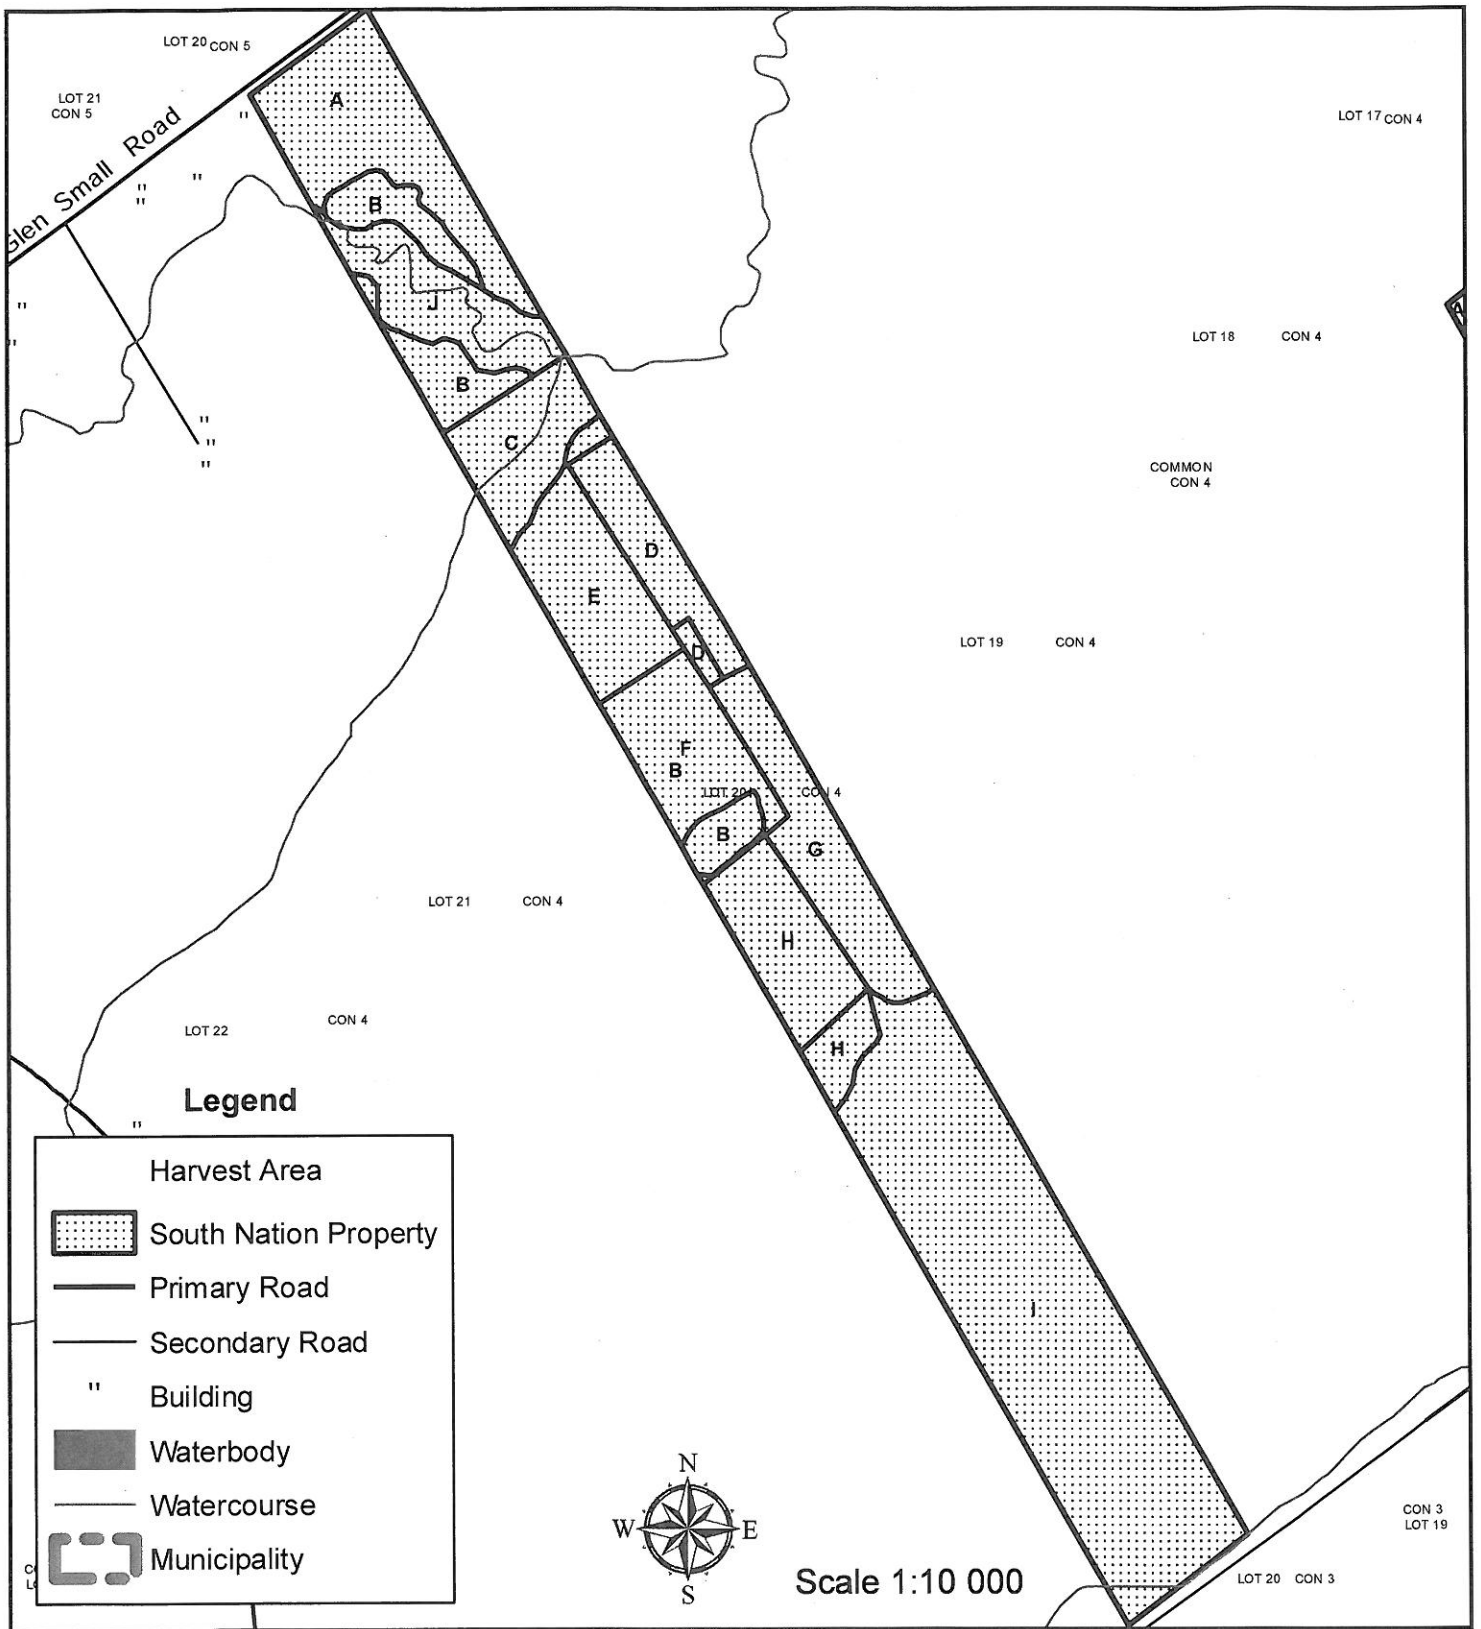 LOT 20 CON 5
LOT 21
CON 5
A
LOT 17 CON 4
Glen Small Road
B
J
A
LOT 18 CON 4
B
C
COMMON
CON 4
D
E
LOT 19 CON 4
D
F
B
LOT 20 CON 4
B
G
LOT 21 CON 4
H
LOT 22 CON 4
H
Legend
Harvest Area
South Nation Property
I
Primary Road
Secondary Road
" Building
Waterbody
Watercourse
Municipality
N
W E
S
Scale 1:10 000
CON 3
LOT 19
LOT 20 CON 3